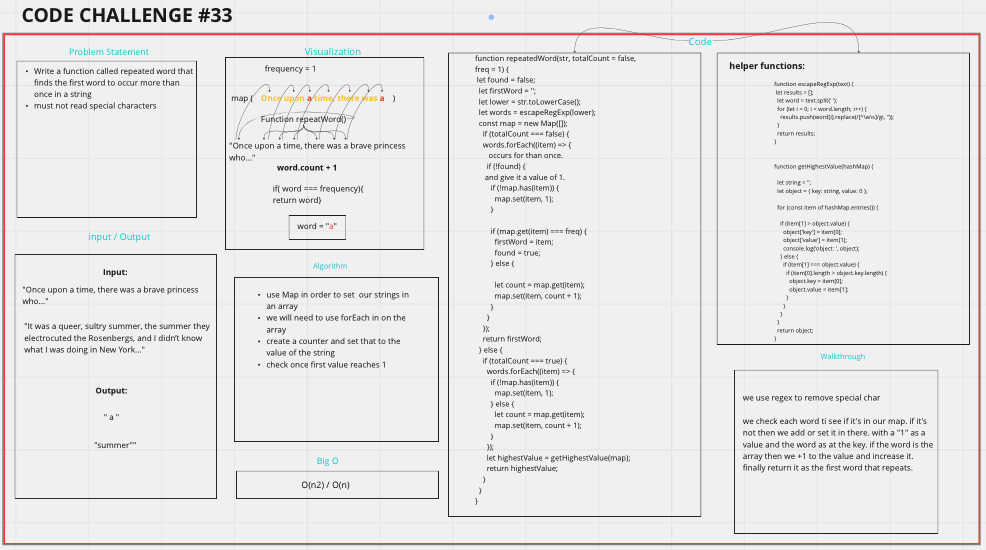 CODE CHALLENGE #33
Problem Statement
• Write a function called repeated word that
finds the first word to occur more than
once in a string
• must not read special characters
input / Output
Input:
"Once upon a time, there was a brave princess
who..."
"It was a queer, sultry summer, the summer they
electrocuted the Rosenbergs, and I didn't know
what I was doing in New York..."
Output:
" a "
"summer""
Visualization
frequency = 1
map ( Once upon a time, there was a )
Function repeatWord()
"Once upon a time, there was a brave princess
who..."
word.count + 1
if( word === frequency){
return word}
word = "a"
Algorithm
• use Map in order to set our strings in
an array
• we will need to use forEach in on the
array
• create a counter and set that to the
value of the string
• check once first value reaches 1
Big O
O(n2) / O(n)
Code
function repeatedWord(str, totalCount = false,
freq = 1) {
let found = false;
let firstWord = '';
let lower = str.toLowerCase();
let words = escapeRegExp(lower);
const map = new Map([]);
if (totalCount === false) {
words.forEach((item) => {
occurs for than once.
if (!found) {
and give it a value of 1.
if (!map.has(item)) {
map.set(item, 1);
}
if (map.get(item) === freq) {
firstWord = item;
found = true;
} else {
let count = map.get(item);
map.set(item, count + 1);
}
}
});
return firstWord;
} else {
if (totalCount === true) {
words.forEach((item) => {
if (!map.has(item)) {
map.set(item, 1);
} else {
let count = map.get(item);
map.set(item, count + 1);
}
});
let highestValue = getHighestValue(map);
return highestValue;
}
}
}
helper functions:
function escapeRegExp(text) {
let results = [];
let word = text.split(' ');
for (let i = 0; i < word.length; i++) {
results.push(word[i].replace(/[^\w\s]/gi, ''));
}
return results;
}
function getHighestValue(hashMap) {
let string = '';
let object = { key: string, value: 0 };
for (const item of hashMap.entries()) {
if (item[1] > object.value) {
object['key'] = item[0];
object['value'] = item[1];
console.log('object: ', object);
} else {
if (item[1] === object.value) {
if (item[0].length > object.key.length) {
object.key = item[0];
object.value = item[1];
}
}
}
}
return object;
}
Walkthrough
we use regex to remove special char
we check each word ti see if it's in our map. if it's
not then we add or set it in there. with a "1" as a
value and the word as at the key. if the word is the
array then we +1 to the value and increase it.
finally return it as the first word that repeats.